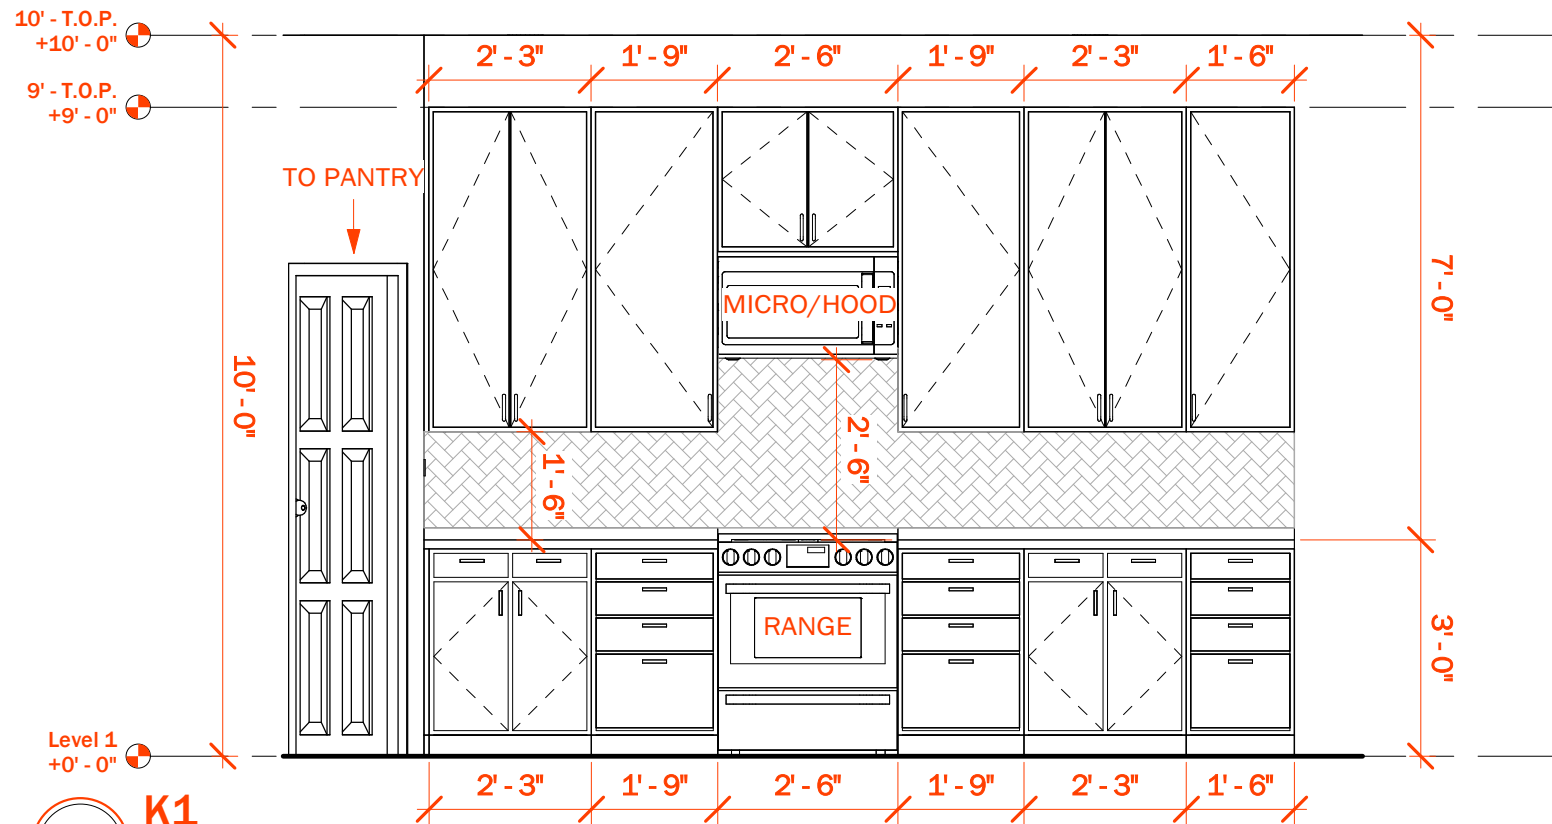 10' - T.O.P.
+10' - 0"
2' - 3"
1' - 9"
2' - 6"
1' - 9"
2' - 3"
1' - 6"
9' - T.O.P.
+9' - 0"
TO PANTRY
MICRO/HOOD
7' - 0"
10' - 0"
1' - 6"
2' - 6"
RANGE
3' - 0"
Level 1
+0' - 0"
2' - 3"
1' - 9"
2' - 6"
1' - 9"
2' - 3"
1' - 6"
K1